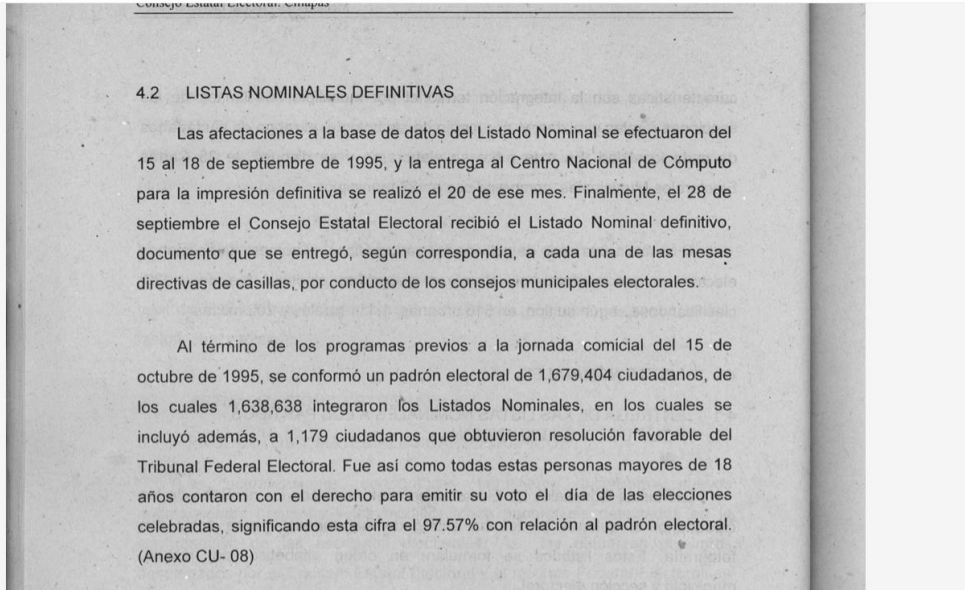 Consejo Estatal Electoral. Chiapas
4.2 LISTAS NOMINALES DEFINITIVAS
Las afectaciones a la base de datos del Listado Nominal se efectuaron del
15 al 18 de septiembre de 1995, y la entrega al Centro Nacional de Cómputo
para la impresión definitiva se realizó el 20 de ese mes. Finalmente, el 28 de
septiembre el Consejo Estatal Electoral recibió el Listado Nominal definitivo,
documento que se entregó, según correspondía, a cada una de las mesas
directivas de casillas, por conducto de los consejos municipales electorales.
Al término de los programas previos a la jornada comicial del 15 de
octubre de 1995, se conformó un padrón electoral de 1,679,404 ciudadanos, de
los cuales 1,638,638 integraron los Listados Nominales, en los cuales se
incluyó además, a 1,179 ciudadanos que obtuvieron resolución favorable del
Tribunal Federal Electoral. Fue así como todas estas personas mayores de 18
años contaron con el derecho para emitir su voto el día de las elecciones
celebradas, significando esta cifra el 97.57% con relación al padrón electoral.
(Anexo CU- 08)